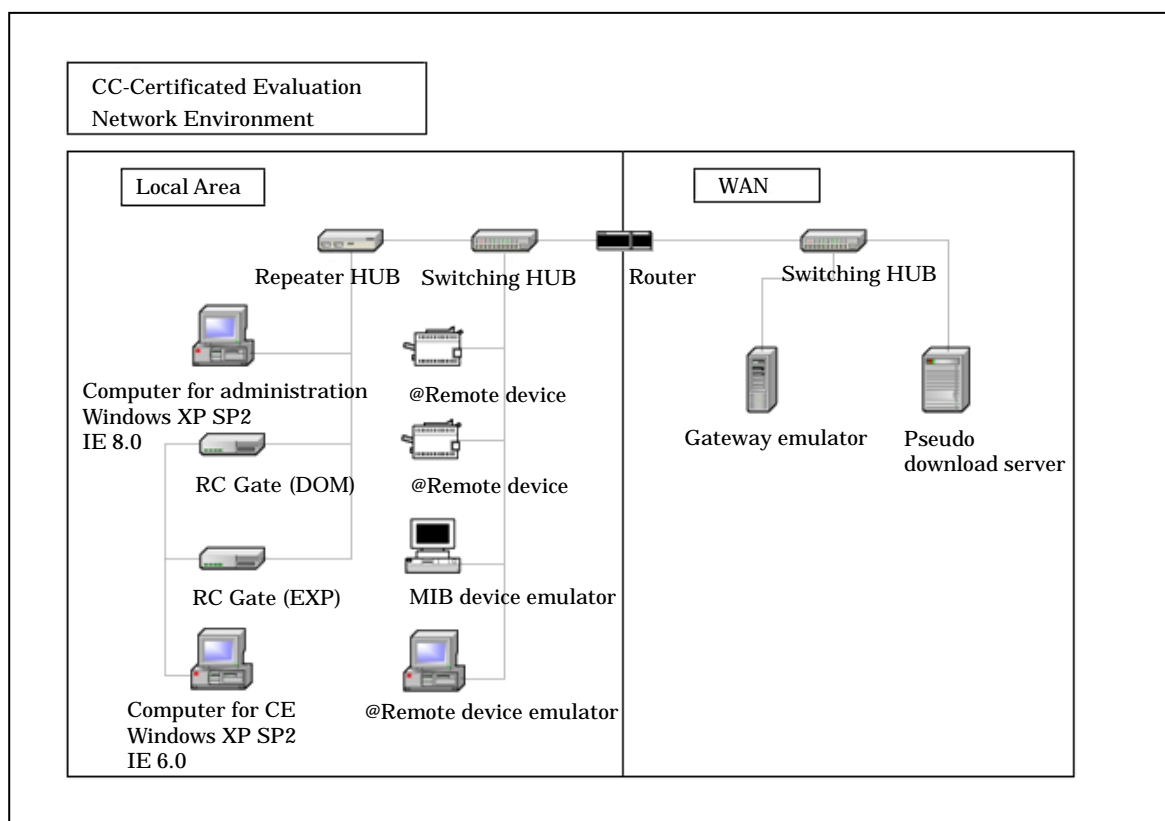 CC-Certificated Evaluation
Network Environment
Local Area
WAN
Repeater HUB
Switching HUB
Router
Switching HUB
Computer for administration
Windows XP SP2
IE 8.0
@Remote device
Gateway emulator
Pseudo
download server
RC Gate (DOM)
@Remote device
RC Gate (EXP)
MIB device emulator
Computer for CE
Windows XP SP2
IE 6.0
@Remote device emulator